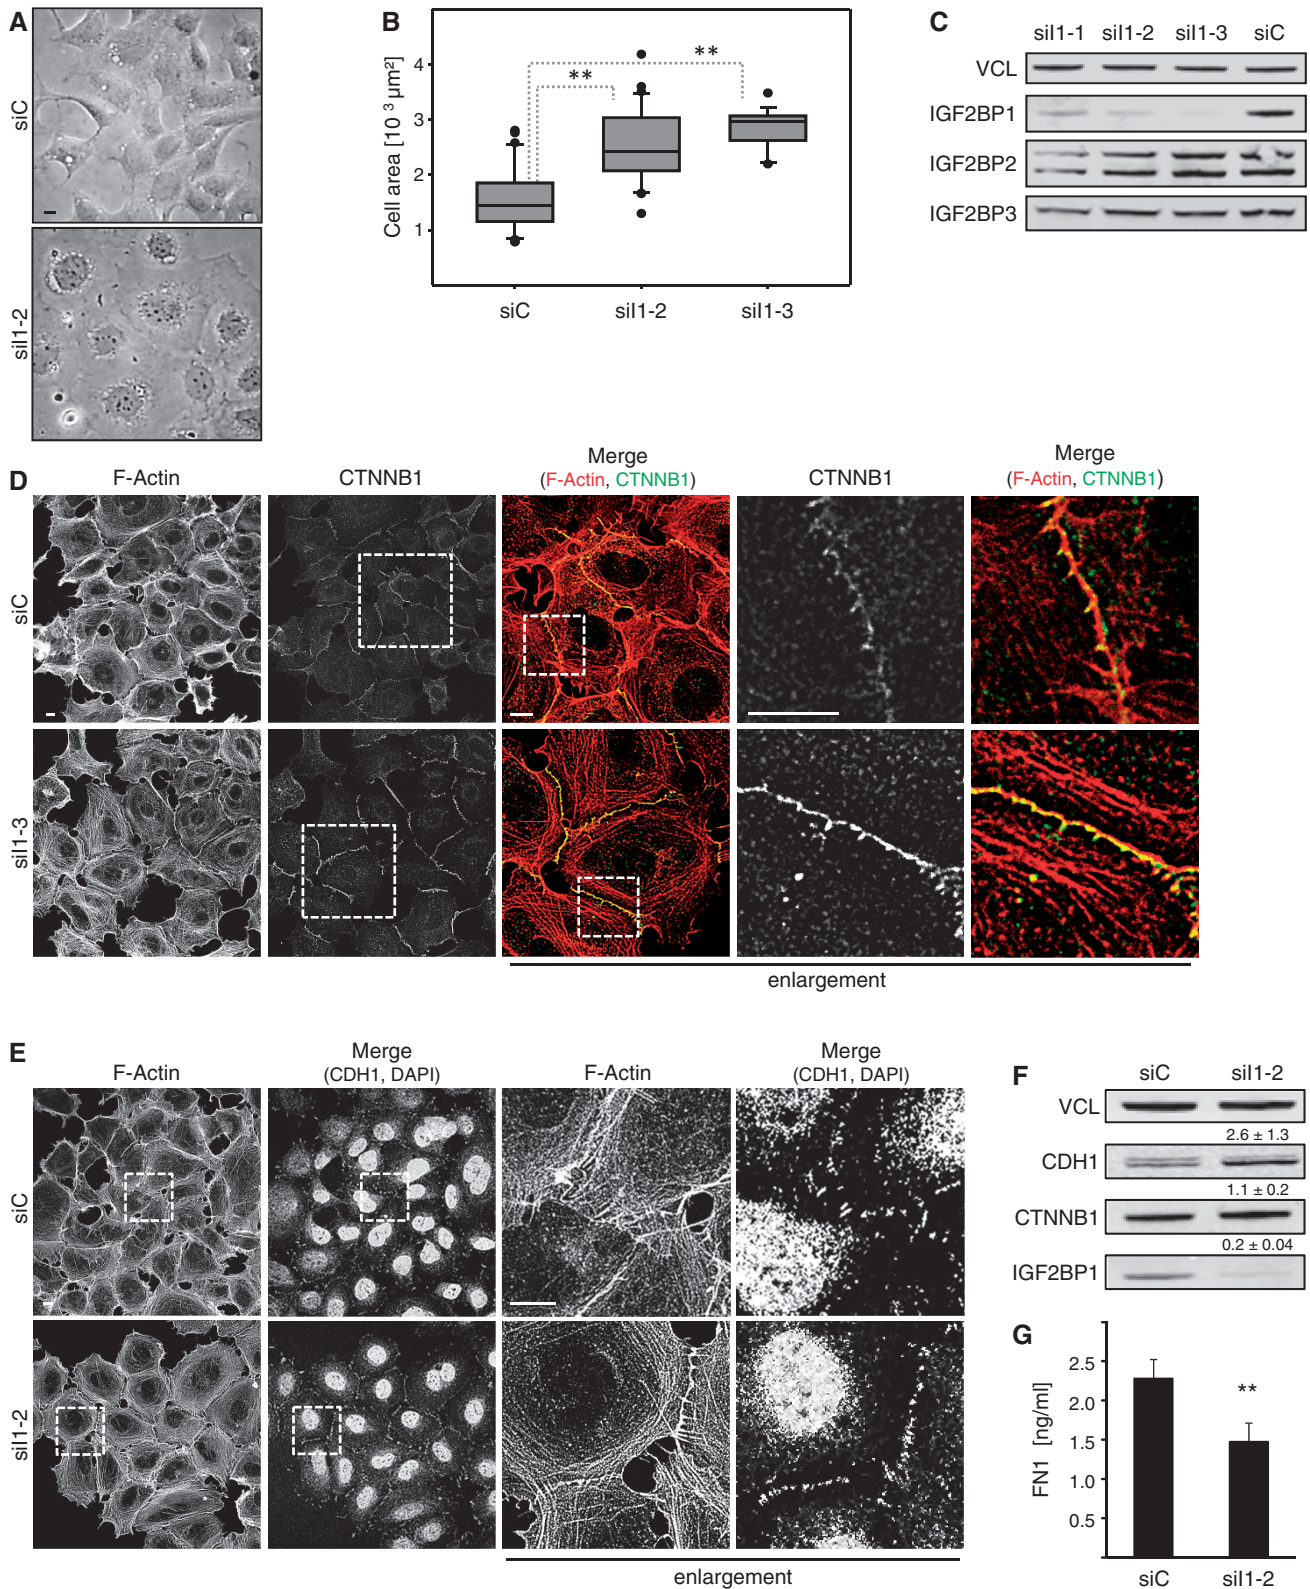 A
siC
siI1-2
B
Cell area [10 ³ µm²]
4
3
2
1
**
**
siC
siI1-2
siI1-3
C
siI1-1 siI1-2 siI1-3 siC
VCL
IGF2BP1
IGF2BP2
IGF2BP3
D
F-Actin
CTNNB1
Merge
(F-Actin, CTNNB1)
CTNNB1
Merge
(F-Actin, CTNNB1)
siC
siI1-3
enlargement
E
F-Actin
Merge
(CDH1, DAPI)
F-Actin
Merge
(CDH1, DAPI)
siC
siI1-2
enlargement
F
siC siI1-2
VCL
2.6 ± 1.3
CDH1
1.1 ± 0.2
CTNNB1
0.2 ± 0.04
IGF2BP1
G
FN1 [ng/ml]
2.5
2.0
1.5
1.0
0.5
**
siC
siI1-2